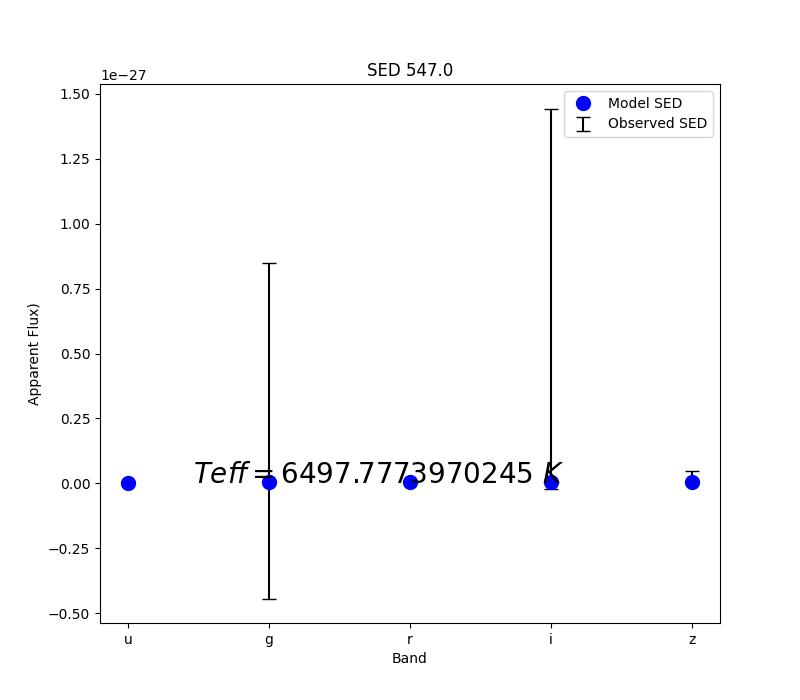 SED 547.0
1e−27
1.50
1.25
1.00
0.75
0.50
0.25
0.00
−0.25
−0.50
Apparent Flux)
Model SED
Observed SED
Teff = 6497.7773970245 K
u g r i z
Band